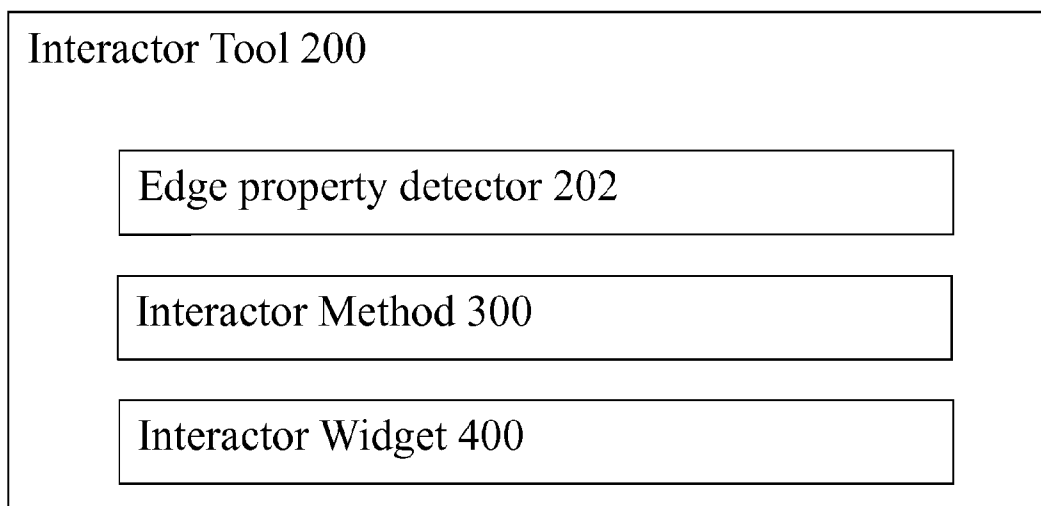 Interactor Tool 200
Edge property detector 202
Interactor Method 300
Interactor Widget 400